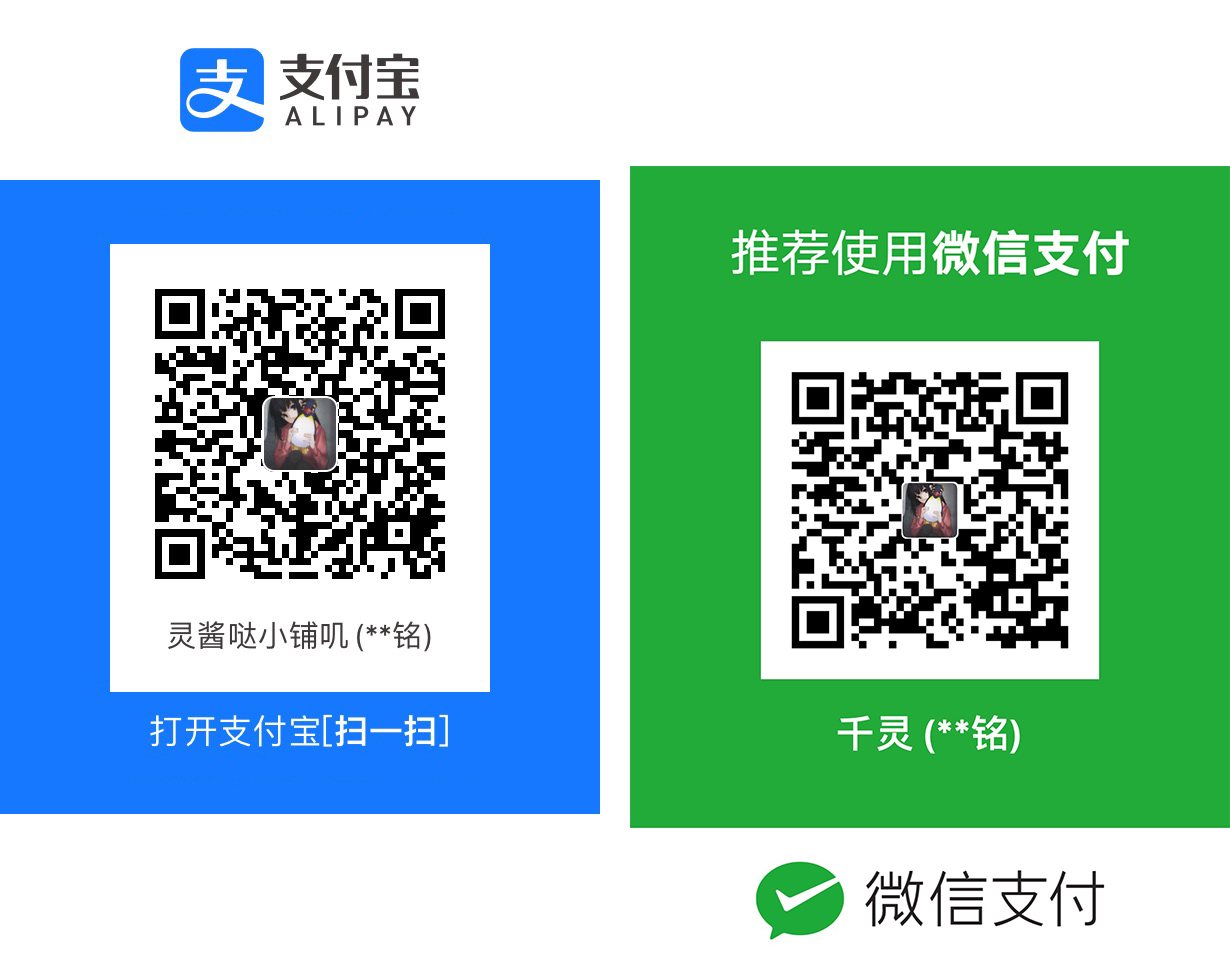 支
支付宝
ALIPAY
灵酱哒小铺叽 (**铭)
打开支付宝[扫一扫]
推荐使用微信支付
千灵 (**铭)
微信支付